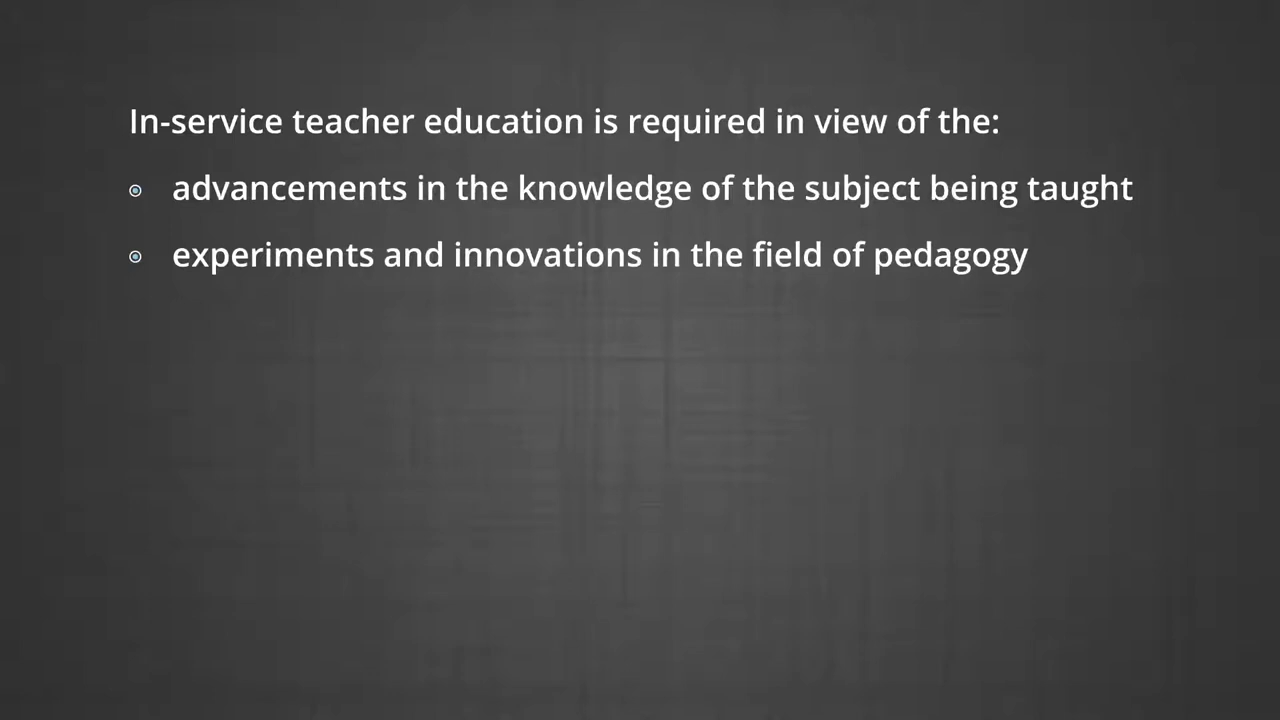 In-service teacher education is required in view of the:
advancements in the knowledge of the subject being taught
experiments and innovations in the field of pedagogy